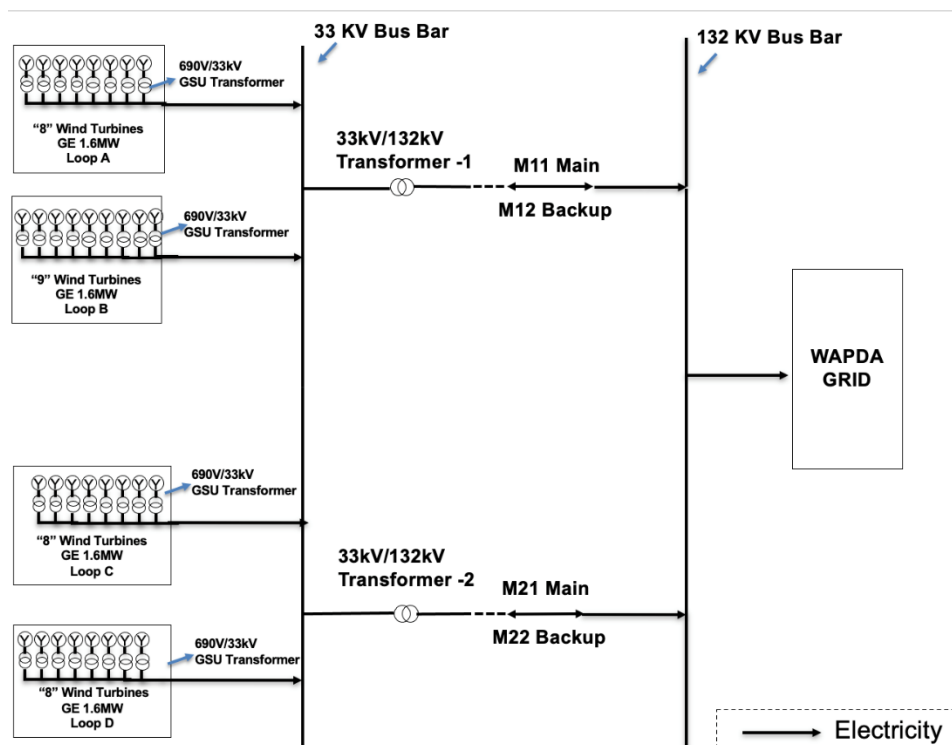 33 KV Bus Bar
132 KV Bus Bar
690V/33kV
GSU Transformer
“8” Wind Turbines
GE 1.6MW
Loop A
33kV/132kV
Transformer -1
M11 Main
M12 Backup
690V/33kV
GSU Transformer
“9” Wind Turbines
GE 1.6MW
Loop B
WAPDA
GRID
690V/33kV
GSU Transformer
“8” Wind Turbines
GE 1.6MW
Loop C
33kV/132kV
Transformer -2
M21 Main
M22 Backup
690V/33kV
GSU Transformer
“8” Wind Turbines
GE 1.6MW
Loop D
Electricity